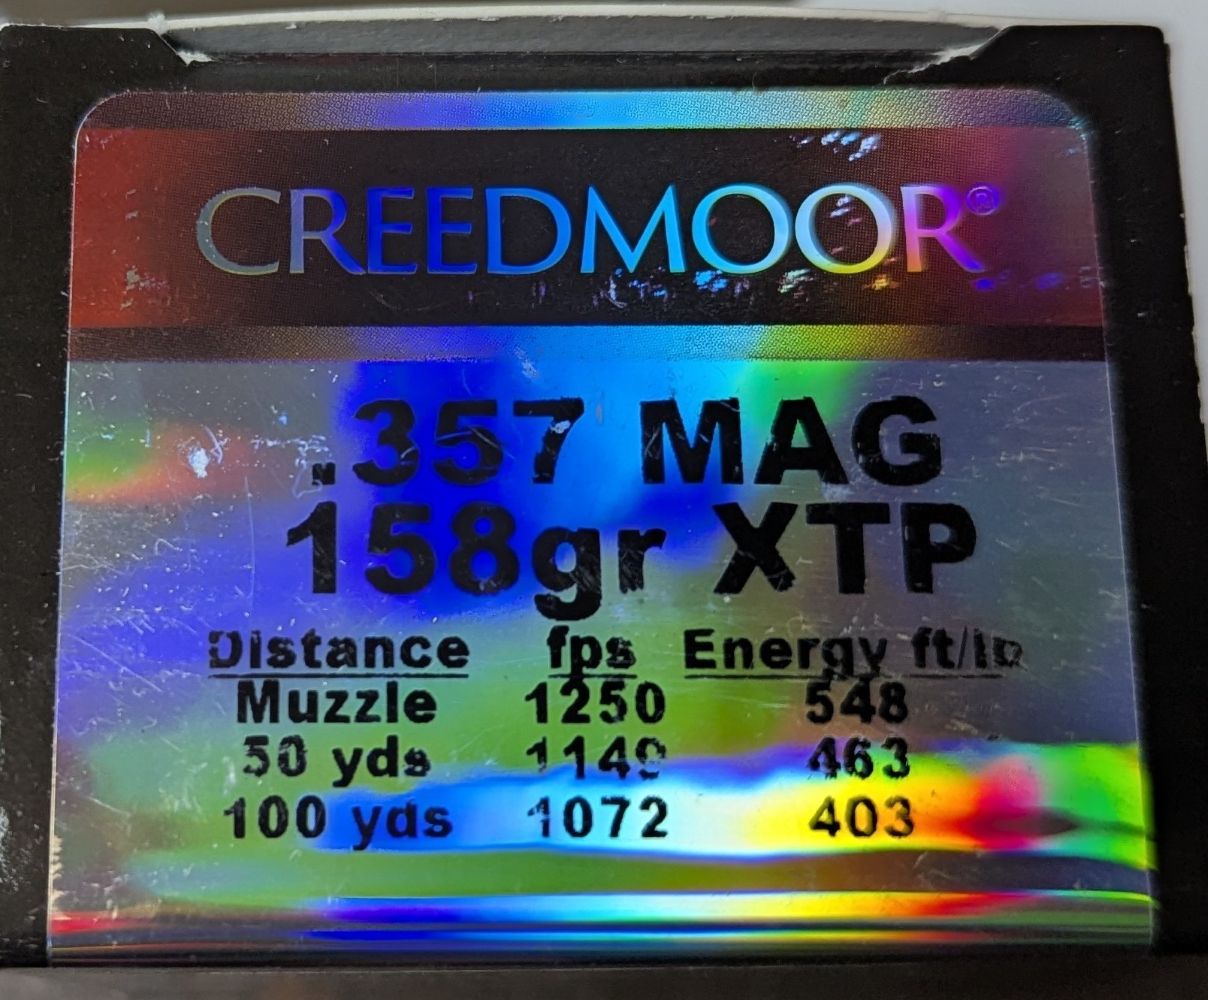 CREEDMOOR®
.357 MAG
158gr XTP
Distance fps Energy ft/lb
Muzzle 1250 548
50 yds 1149 463
100 yds 1072 403